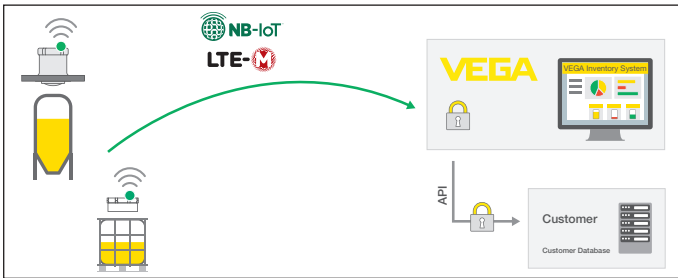 NB-IoT
LTE-M
VEGA
VEGA Inventory System
API
Customer
Customer Database